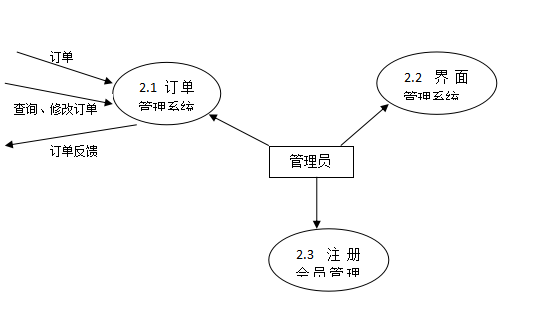 订单
2.1 订单
管理系统
查询、修改订单
订单反馈
2.2 界面
管理系统
管理员
2.3 注册
会员管理